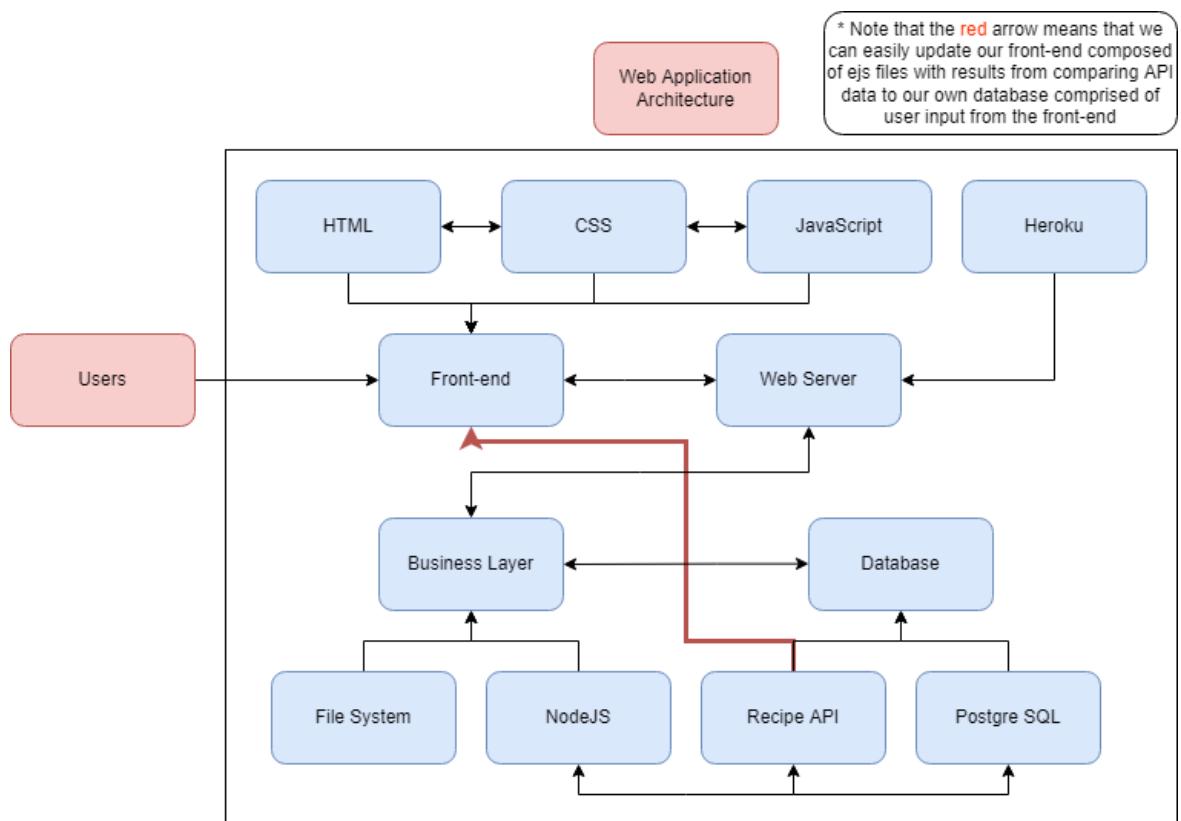 Web Application
Architecture
* Note that the red arrow means that we
can easily update our front-end composed
of ejs files with results from comparing API
data to our own database comprised of
user input from the front-end
HTML
CSS
JavaScript
Heroku
Users
Front-end
Web Server
Business Layer
Database
File System
NodeJS
Recipe API
Postgre SQL